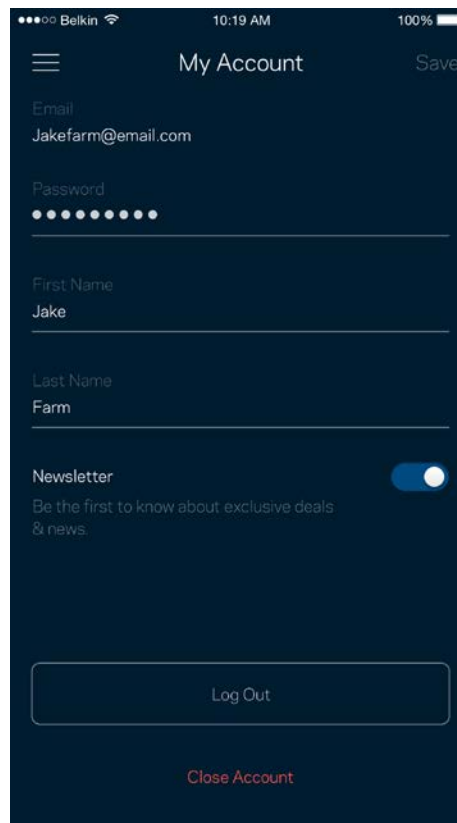 Belkin 10:19 AM 100%
My Account Save
Email
Jakefarm@email.com
Password
●●●●●●●●●
First Name
Jake
Last Name
Farm
Newsletter
Be the first to know about exclusive deals
& news.
Log Out
Close Account